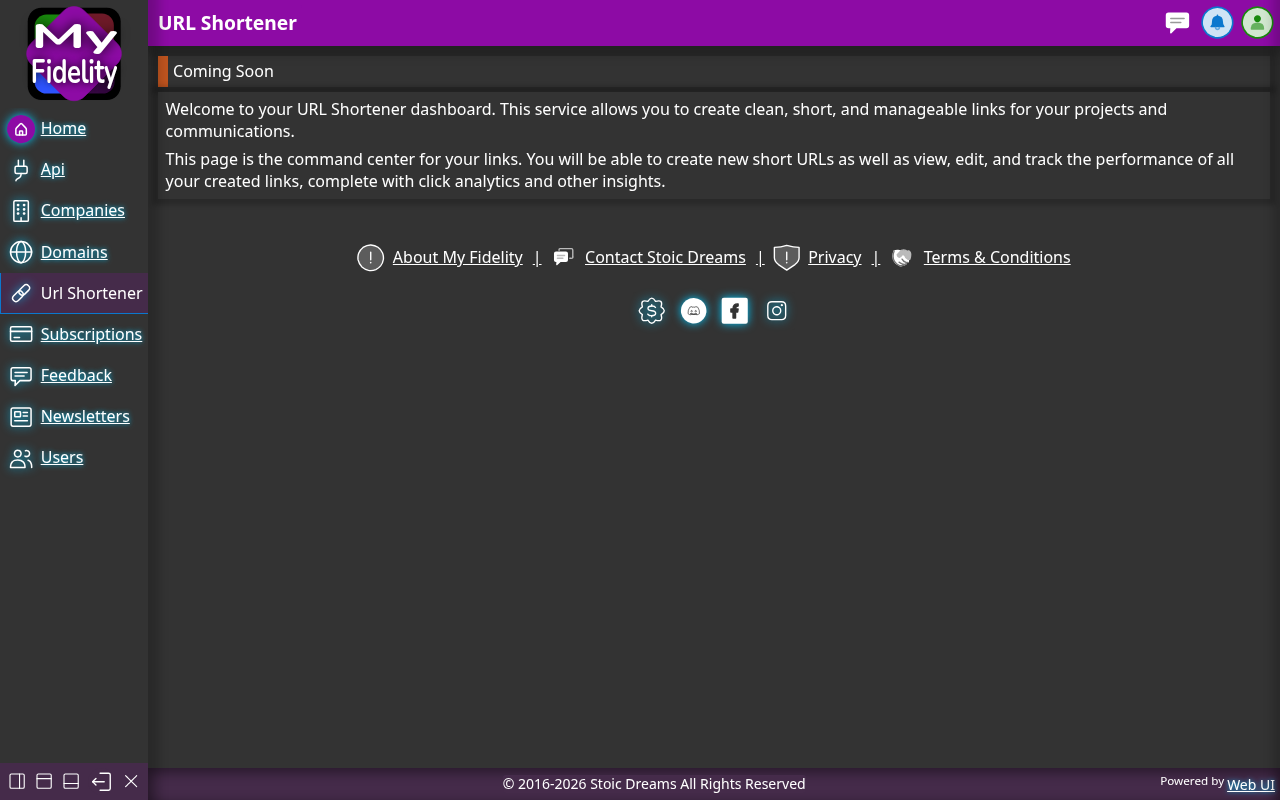 My
Fidelity
URL Shortener
Home
Api
Companies
Domains
Url Shortener
Subscriptions
Feedback
Newsletters
Users
Coming Soon
Welcome to your URL Shortener dashboard. This service allows you to create clean, short, and manageable links for your projects and
communications.
This page is the command center for your links. You will be able to create new short URLs as well as view, edit, and track the performance of all
your created links, complete with click analytics and other insights.
About My Fidelity | Contact Stoic Dreams | Privacy | Terms & Conditions
© 2016-2026 Stoic Dreams All Rights Reserved
Powered by Web UI